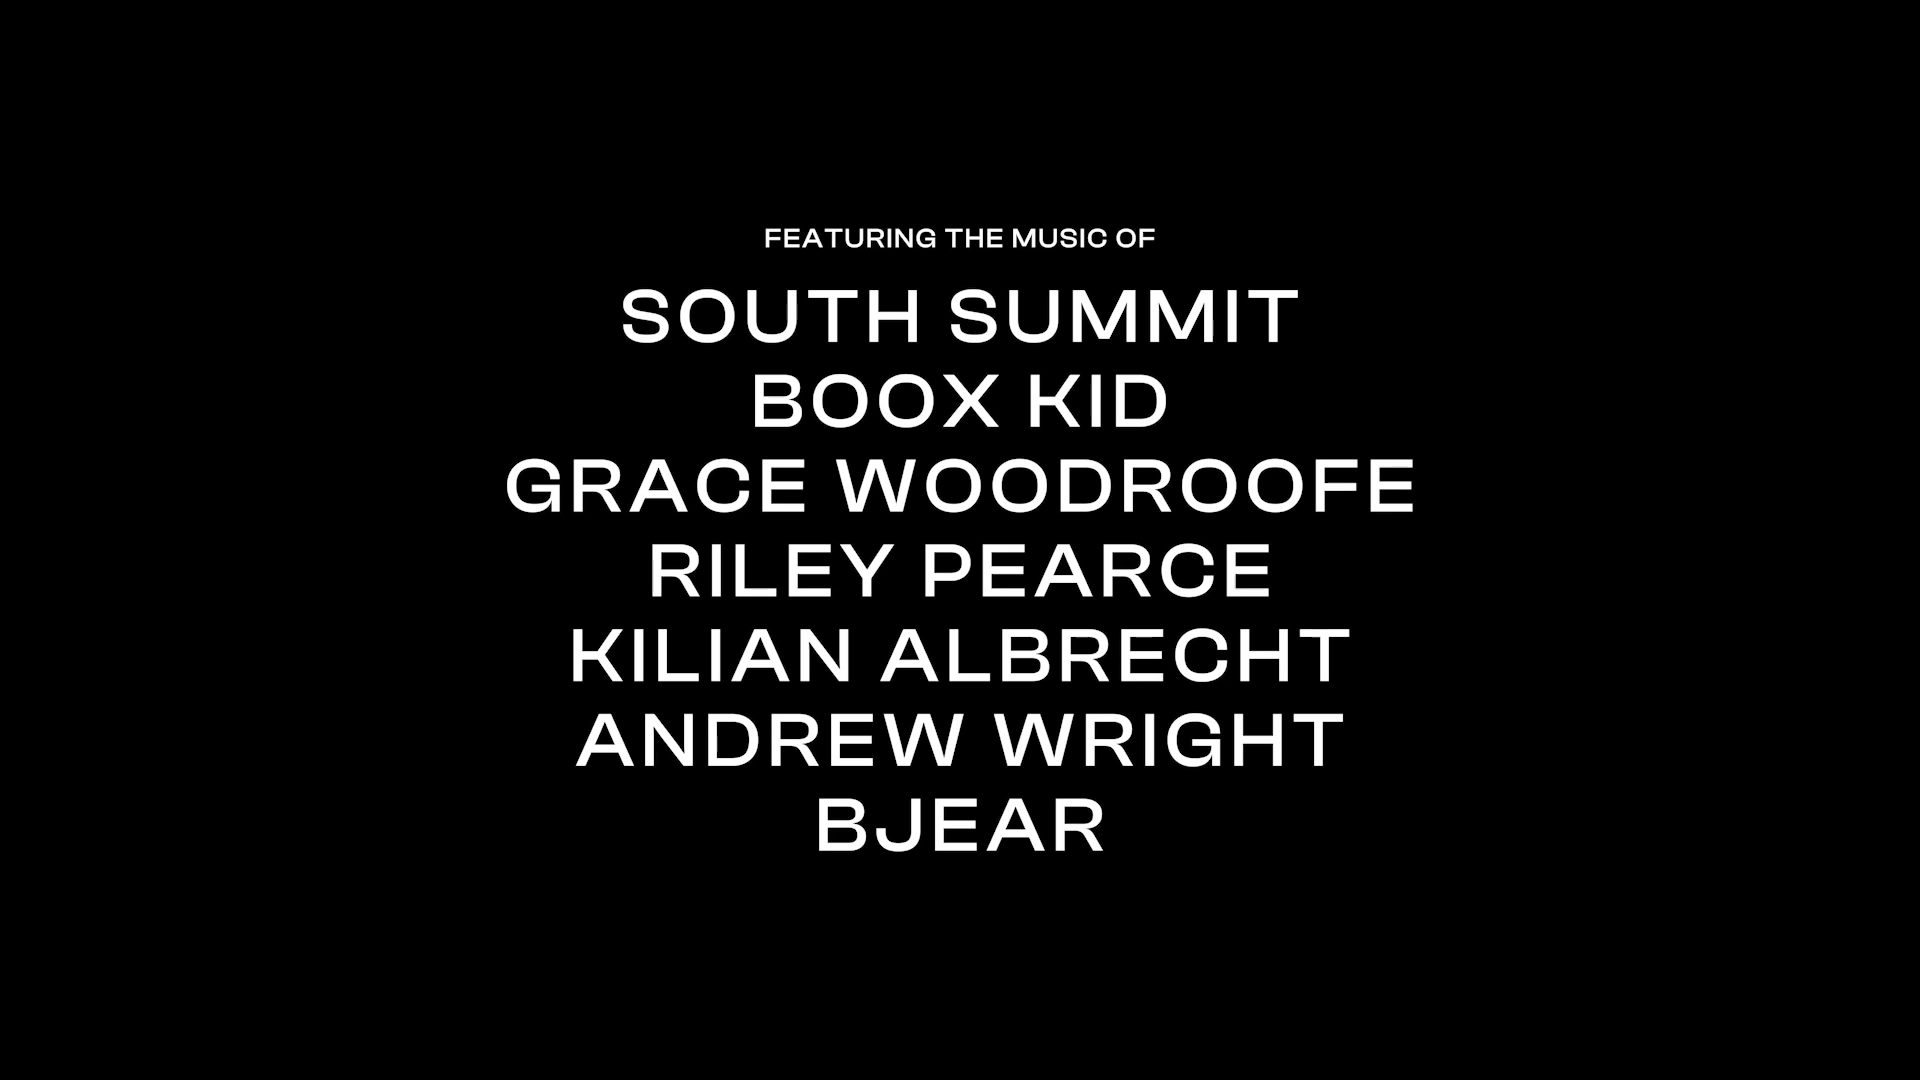 FEATURING THE MUSIC OF
SOUTH SUMMIT
BOOX KID
GRACE WOODROOFE
RILEY PEARCE
KILIAN ALBRECHT
ANDREW WRIGHT
BJEAR